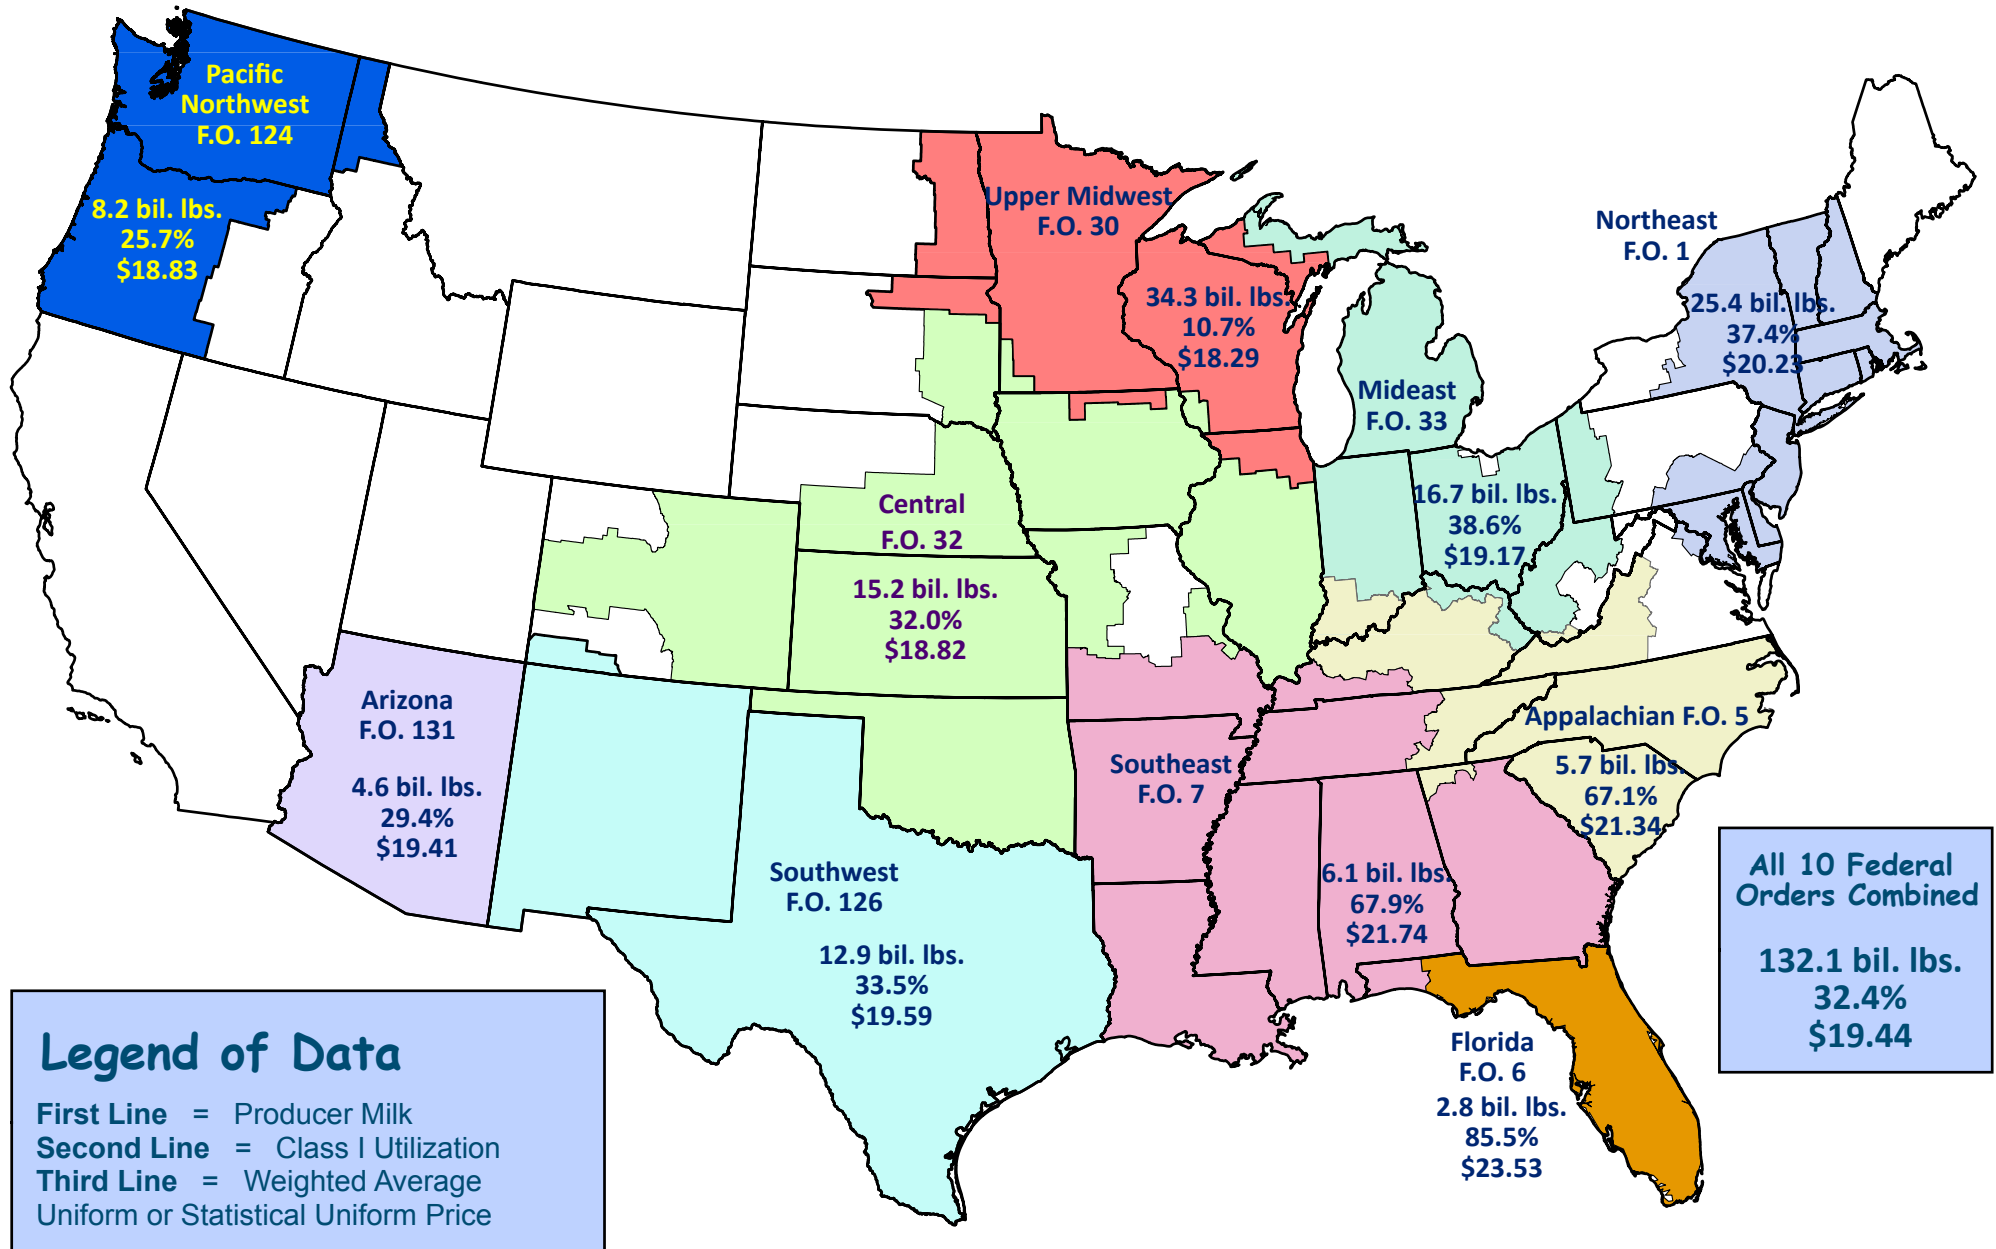 Pacific
Northwest
F.O. 124
8.2 bil. lbs.
25.7%
$18.83
Upper Midwest
F.O. 30
34.3 bil. lbs.
10.7%
$18.29
Northeast
F.O. 1
25.4 bil. lbs.
37.4%
$20.23
Mideast
F.O. 33
16.7 bil. lbs.
38.6%
$19.17
Central
F.O. 32
15.2 bil. lbs.
32.0%
$18.82
Arizona
F.O. 131
4.6 bil. lbs.
29.4%
$19.41
Southwest
F.O. 126
12.9 bil. lbs.
33.5%
$19.59
Southeast
F.O. 7
6.1 bil. lbs.
67.9%
$21.74
Appalachian F.O. 5
5.7 bil. lbs.
67.1%
$21.34
Florida
F.O. 6
2.8 bil. lbs.
85.5%
$23.53
All 10 Federal
Orders Combined
132.1 bil. lbs.
32.4%
$19.44
Legend of Data
First Line = Producer Milk
Second Line = Class I Utilization
Third Line = Weighted Average
Uniform or Statistical Uniform Price